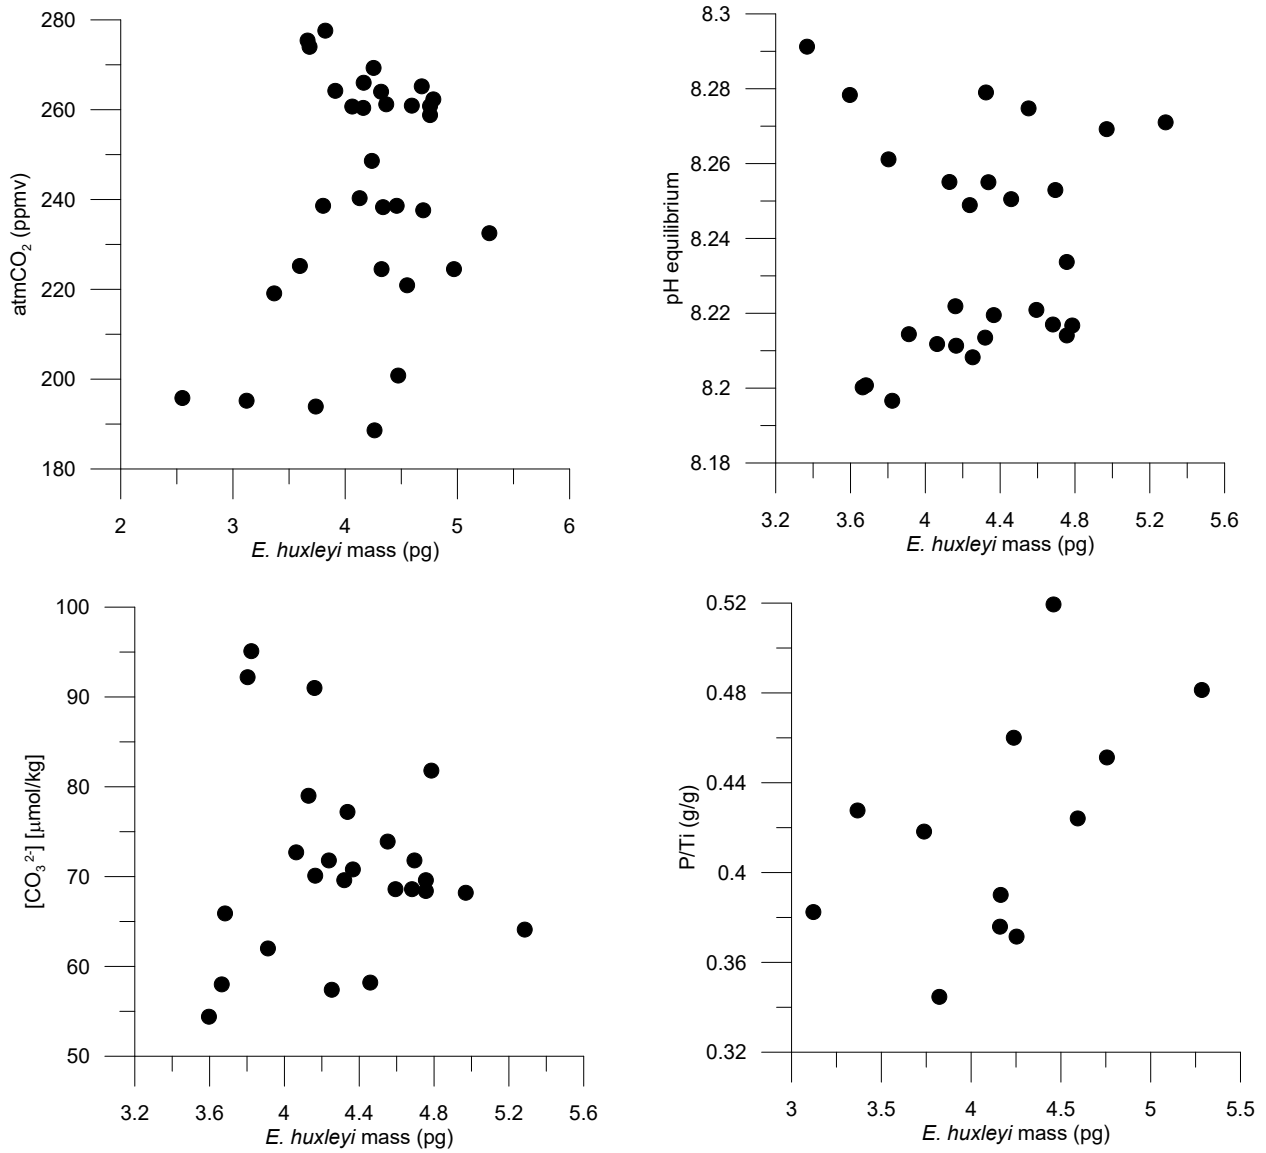 280
260
240
220
200
180
atmCO2 (ppmv)
2 3 4 5 6
E. huxleyi mass (pg)
8.3
8.28
8.26
8.24
8.22
8.2
8.18
pH equilibrium
3.2 3.6 4 4.4 4.8 5.2 5.6
E. huxleyi mass (pg)
100
90
80
70
60
50
[CO3 2-] [µmol/kg]
3.2 3.6 4 4.4 4.8 5.2 5.6
E. huxleyi mass (pg)
0.52
0.48
0.44
0.4
0.36
0.32
P/Ti (g/g)
3 3.5 4 4.5 5 5.5
E. huxleyi mass (pg)